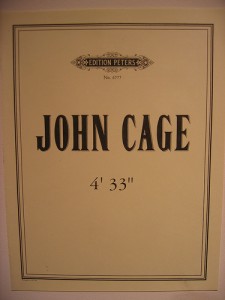 EDITION PETERS
JOHN CAGE
4' 33"